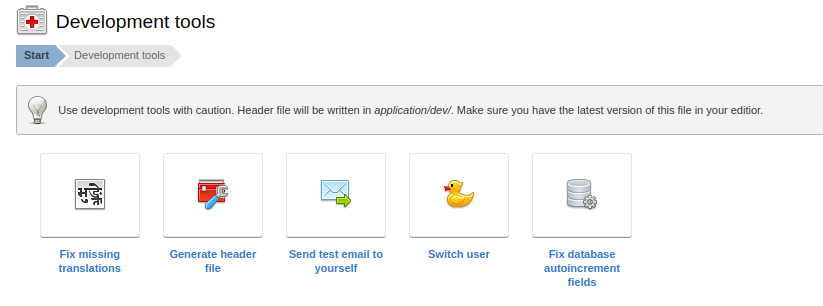 Development tools
Start
Development tools
Use development tools with caution. Header file will be written in application/dev/. Make sure you have the latest version of this file in your editior.
Fix missing
translations
Generate header
file
Send test email to
yourself
Switch user
Fix database
autoincrement
fields